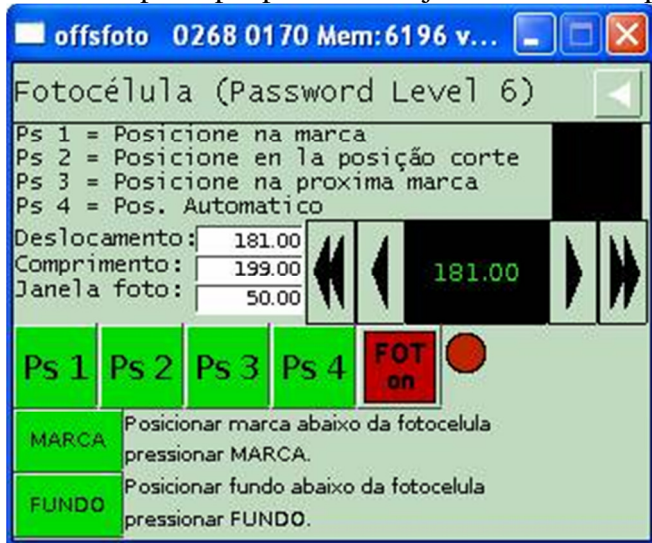 offsfoto 0268 0170 Mem:6196 v...
Fotocélula (Password Level 6)
Ps 1 = Posicione na marca
Ps 2 = Posicione en la posição corte
Ps 3 = Posicione na proxima marca
Ps 4 = Pos. Automatico
Deslocamento: 181.00
Comprimento: 199.00
Janela foto: 50.00
181.00
Ps 1 Ps 2 Ps 3 Ps 4 FOT on
MARCA
Posicionar marca abaixo da fotocelula
pressionar MARCA.
FUNDO
Posicionar fundo abaixo da fotocelula
pressionar FUNDO.